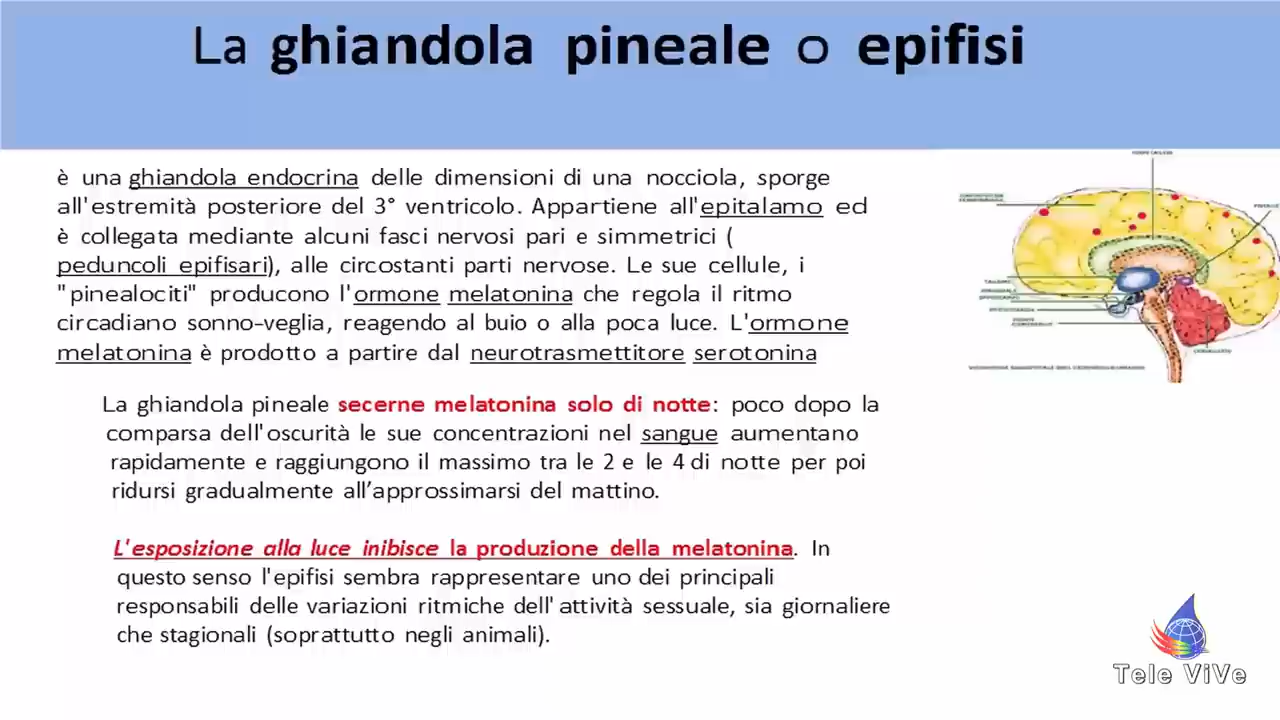 La ghiandola pineale o epifisi
è una ghiandola endocrina delle dimensioni di una nocciola, sporge
all'estremità posteriore del 3° ventricolo. Appartiene all'epitalamo ed
è collegata mediante alcuni fasci nervosi pari e simmetrici (
peduncoli epifisari), alle circostanti parti nervose. Le sue cellule, i
"pinealociti" producono l'ormone melatonina che regola il ritmo
circadiano sonno-veglia, reagendo al buio o alla poca luce. L'ormone
melatonina è prodotto a partire dal neurotrasmettitore serotonina
La ghiandola pineale secerne melatonina solo di notte: poco dopo la
comparsa dell'oscurità le sue concentrazioni nel sangue aumentano
rapidamente e raggiungono il massimo tra le 2 e le 4 di notte per poi
ridursi gradualmente all’approssimarsi del mattino.
L'esposizione alla luce inibisce la produzione della melatonina. In
questo senso l'epifisi sembra rappresentare uno dei principali
responsabili delle variazioni ritmiche dell'attività sessuale, sia giornaliere
che stagionali (soprattutto negli animali).
TALAMO
CERVELLETTO
Tele ViVe